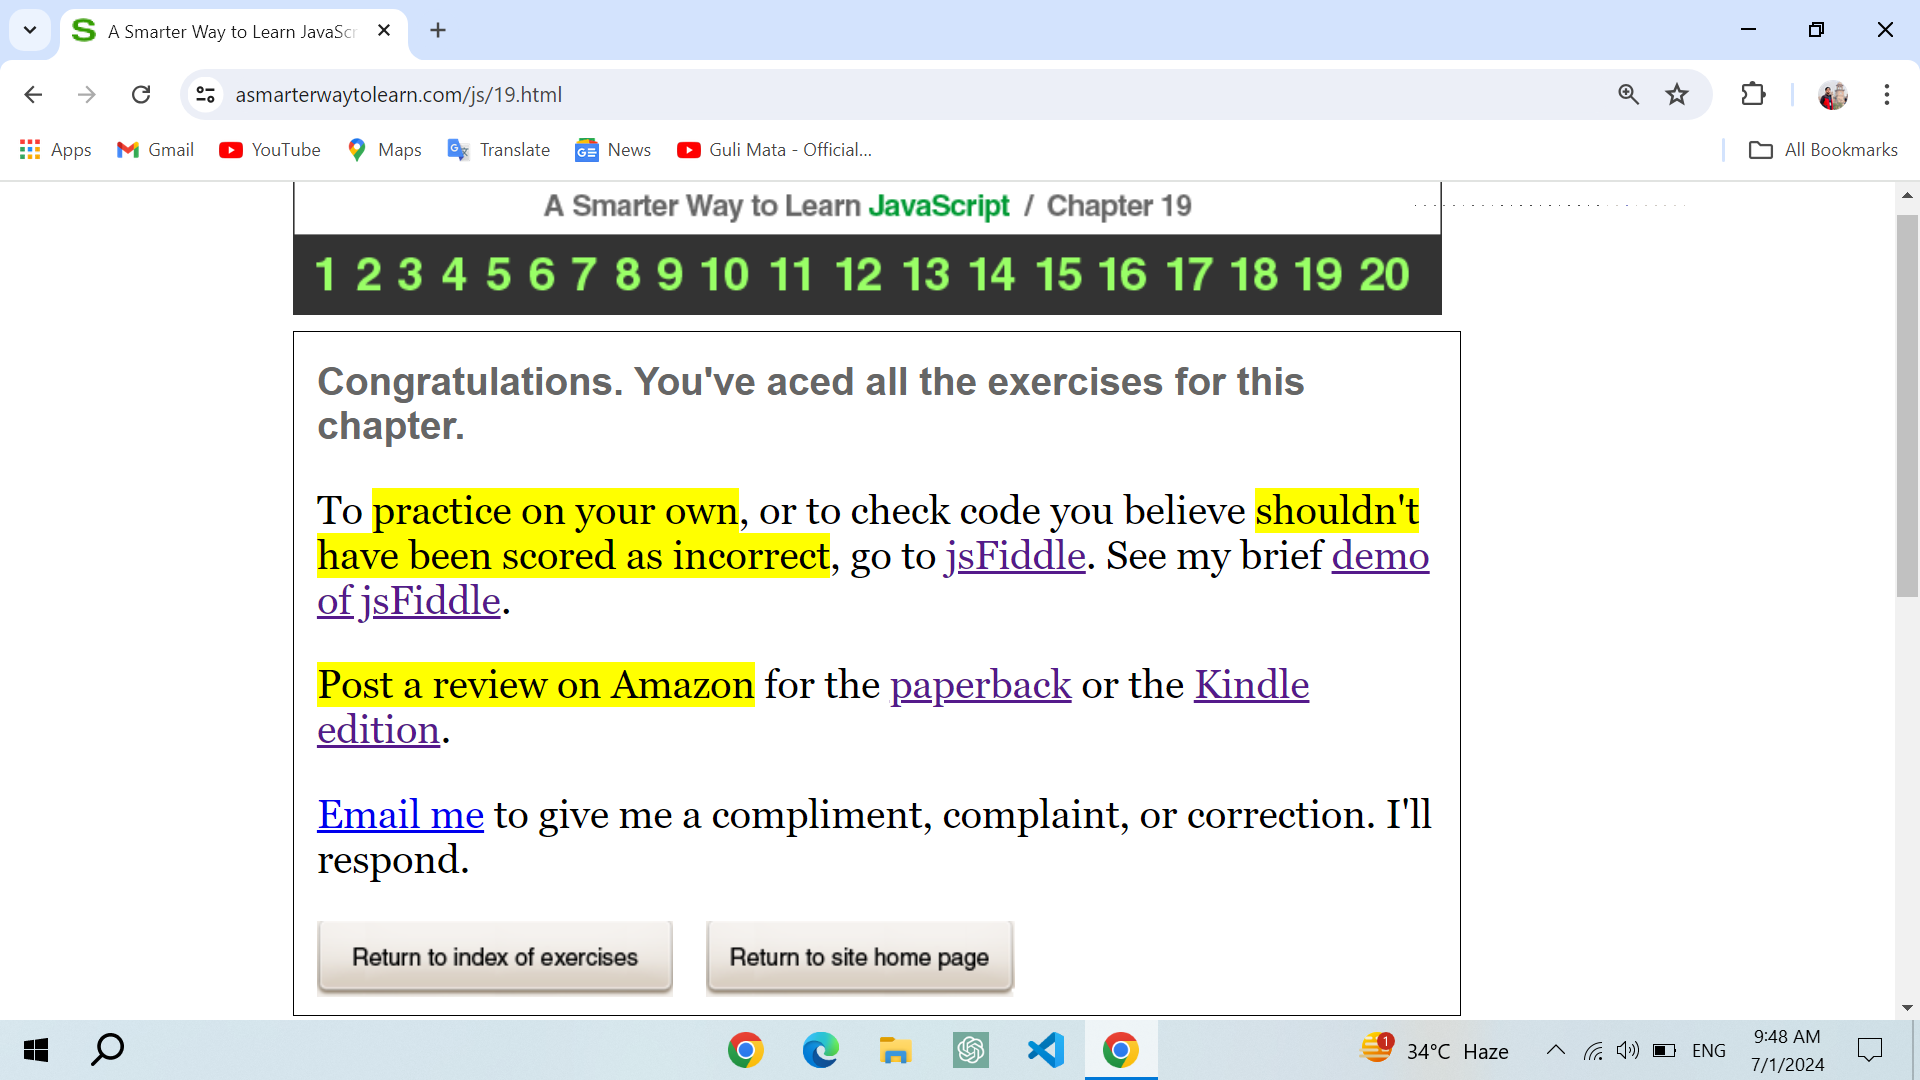 A Smarter Way to Learn JavaScr
asmarterwaytolearn.com/js/19.html
Apps Gmail YouTube Maps Translate News Guli Mata - Official... All Bookmarks
A Smarter Way to Learn JavaScript / Chapter 19
1 2 3 4 5 6 7 8 9 10 11 12 13 14 15 16 17 18 19 20
Congratulations. You've aced all the exercises for this
chapter.
To practice on your own, or to check code you believe shouldn't
have been scored as incorrect, go to jsFiddle. See my brief demo
of jsFiddle.
Post a review on Amazon for the paperback or the Kindle
edition.
Email me to give me a compliment, complaint, or correction. I'll
respond.
Return to index of exercises Return to site home page
1 34°C Haze ENG 9:48 AM
7/1/2024